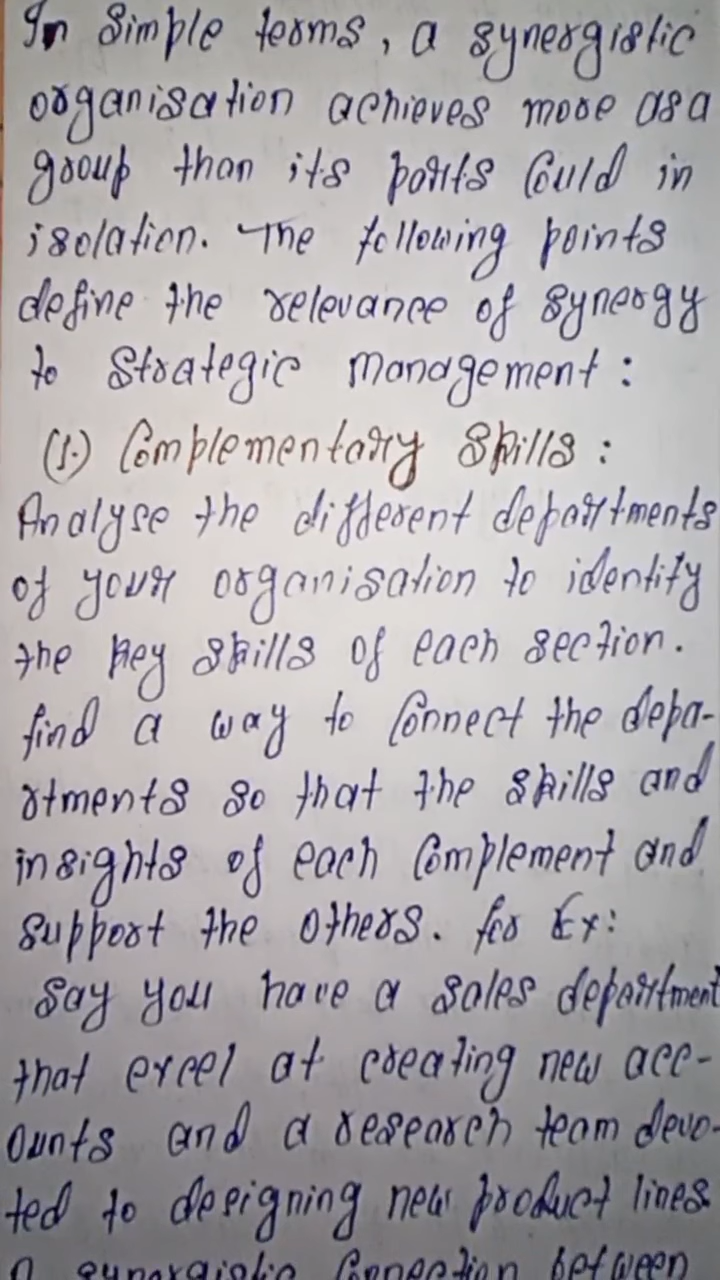 In Simple terms, a synergistic
organisation achieves more as a
group than its parts Could in
isolation. The following points
define the relevance of synergy
to Strategic management :
(1.) Complementary Skills :
Analyse the different departments
of your organisation to identify
the key skills of each section.
find a way to Connect the depa-
rtments so that the skills and
insights of each Complement and
support the others. for Ex:
Say you have a sales department
that excel at creating new acc-
ounts and a research team devo-
ted to designing new product lines.
A synergistic Connection between